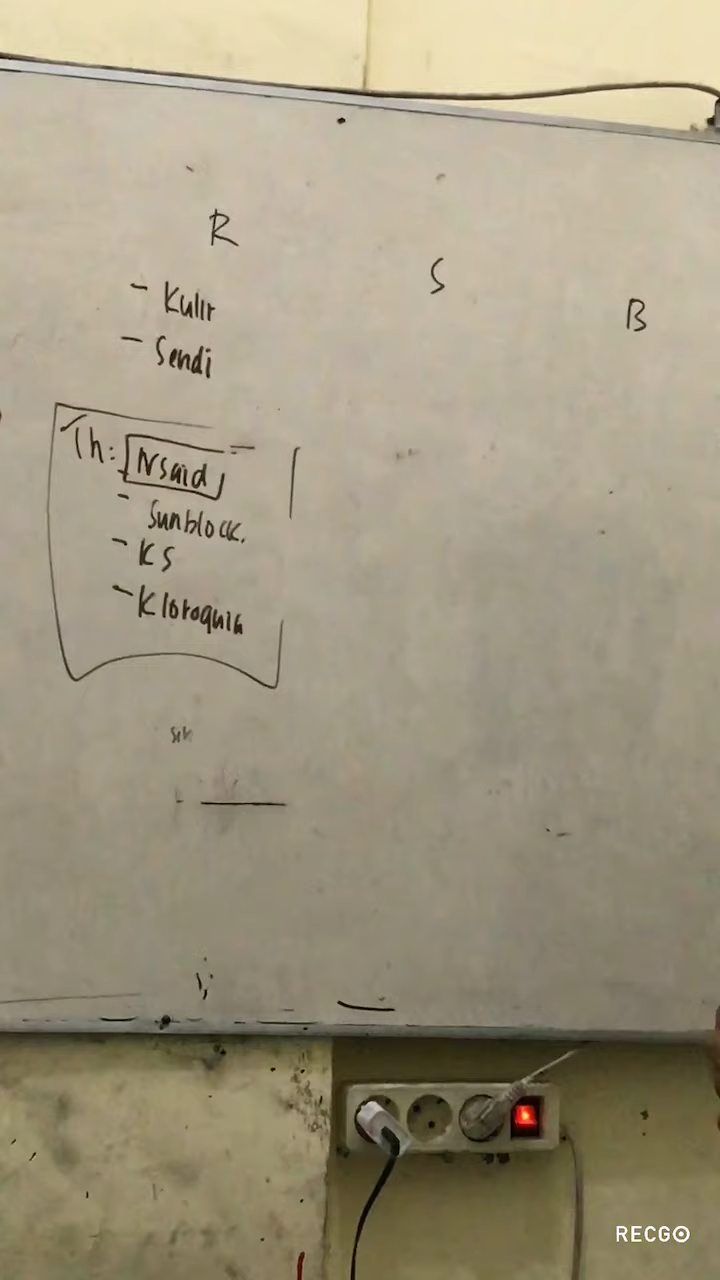 R
S
B
- Kulit
- Sendi
Th: Nsaid
- Sunblock.
- KS
- Kloroquin
RECGO